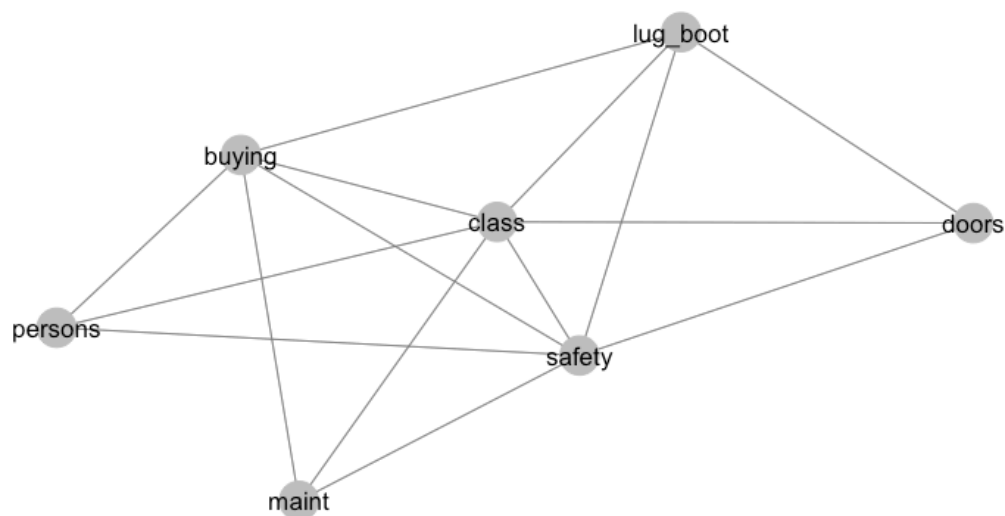 lug_boot
buying
class
doors
persons
safety
maint